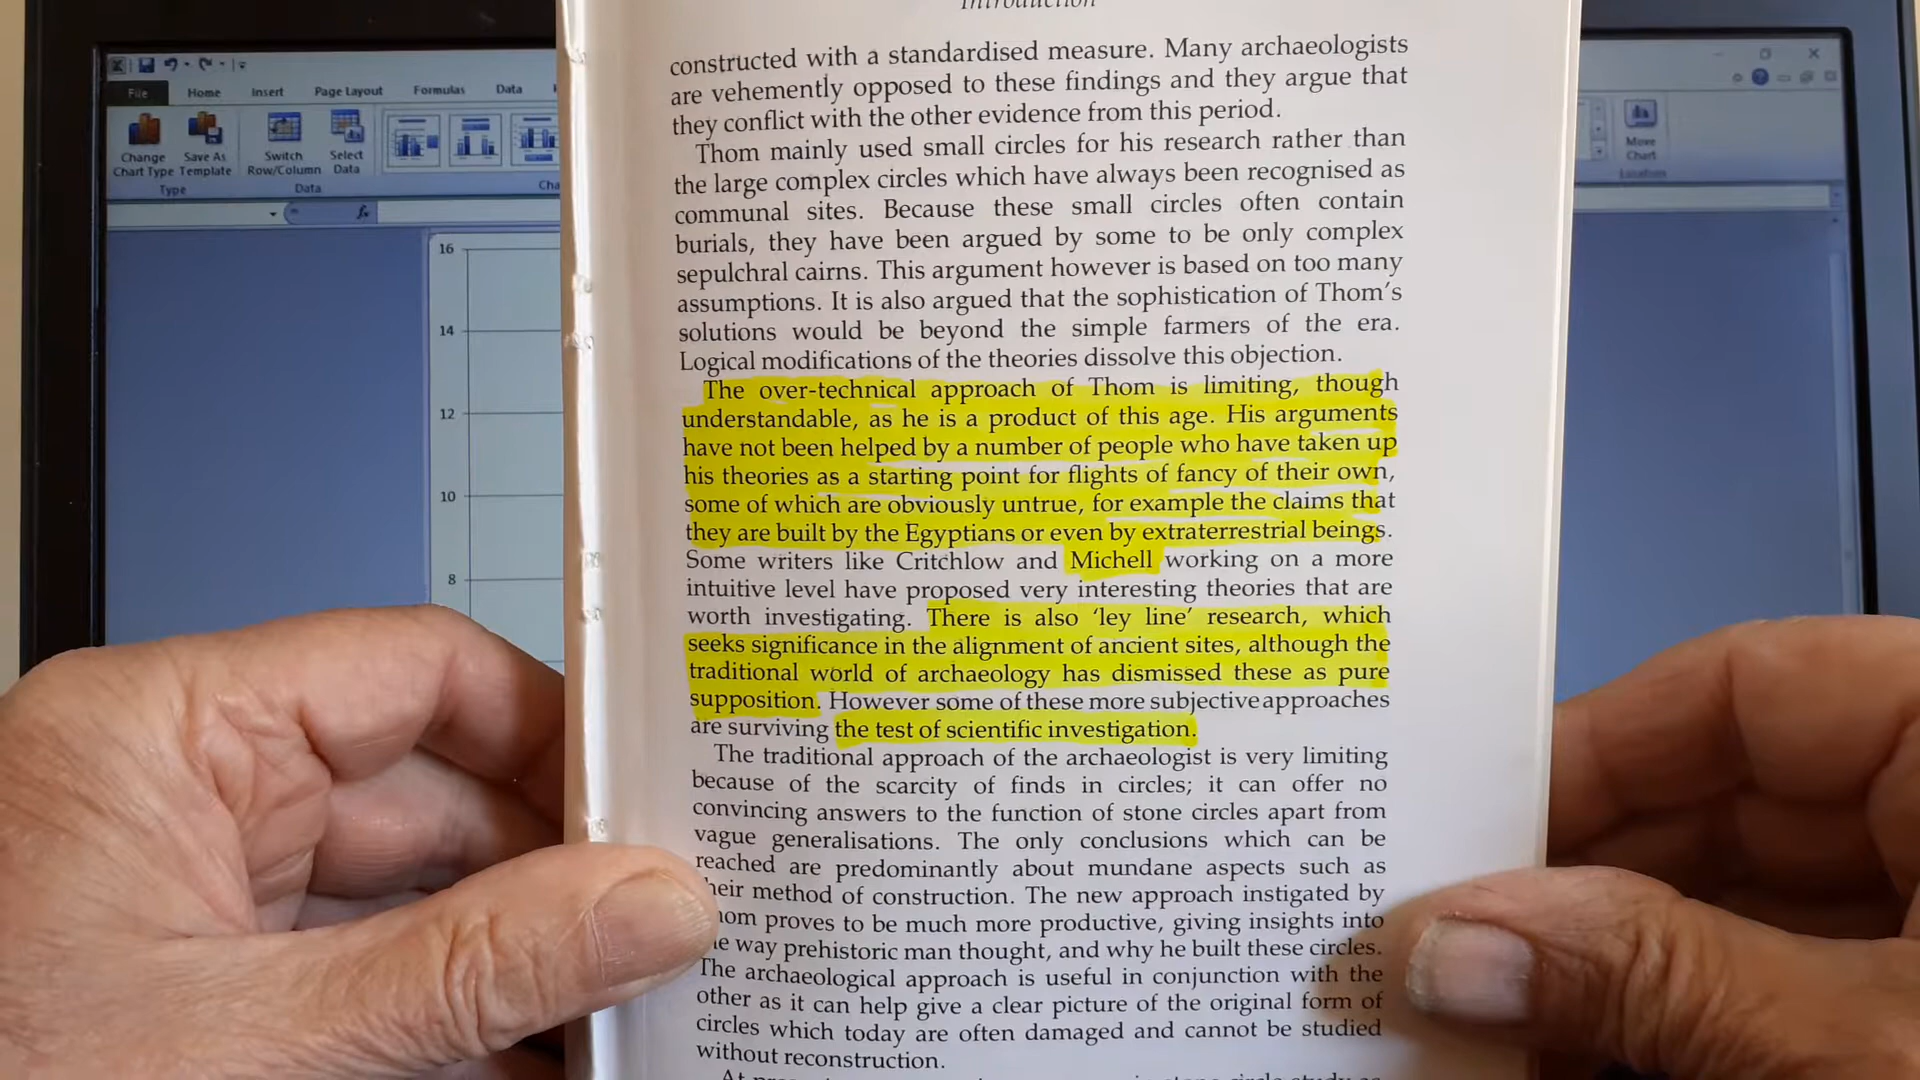 File Home Insert Page Layout Formulas Data
Change Chart Type
Save As Template
Switch Row/Column
Select Data
Move Chart
Type
Data
Location
fx
16
14
12
10
8
Introduction
constructed with a standardised measure. Many archaeologists
are vehemently opposed to these findings and they argue that
they conflict with the other evidence from this period.
Thom mainly used small circles for his research rather than
the large complex circles which have always been recognised as
communal sites. Because these small circles often contain
burials, they have been argued by some to be only complex
sepulchral cairns. This argument however is based on too many
assumptions. It is also argued that the sophistication of Thom's
solutions would be beyond the simple farmers of the era.
Logical modifications of the theories dissolve this objection.
The over-technical approach of Thom is limiting, though
understandable, as he is a product of this age. His arguments
have not been helped by a number of people who have taken up
his theories as a starting point for flights of fancy of their own,
some of which are obviously untrue, for example the claims that
they are built by the Egyptians or even by extraterrestrial beings.
Some writers like Critchlow and Michell working on a more
intuitive level have proposed very interesting theories that are
worth investigating. There is also 'ley line' research, which
seeks significance in the alignment of ancient sites, although the
traditional world of archaeology has dismissed these as pure
supposition. However some of these more subjective approaches
are surviving the test of scientific investigation.
The traditional approach of the archaeologist is very limiting
because of the scarcity of finds in circles; it can offer no
convincing answers to the function of stone circles apart from
vague generalisations. The only conclusions which can be
reached are predominantly about mundane aspects such as
heir method of construction. The new approach instigated by
hom proves to be much more productive, giving insights into
e way prehistoric man thought, and why he built these circles.
The archaeological approach is useful in conjunction with the
other as it can help give a clear picture of the original form of
circles which today are often damaged and cannot be studied
without reconstruction.